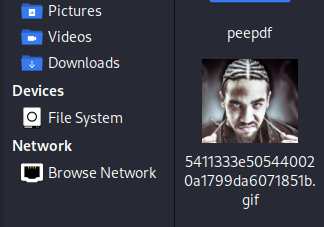 Pictures
Videos
Downloads
Devices
File System
Network
Browse Network
peepdf
5411333e50544002
0a1799da6071851b.
gif